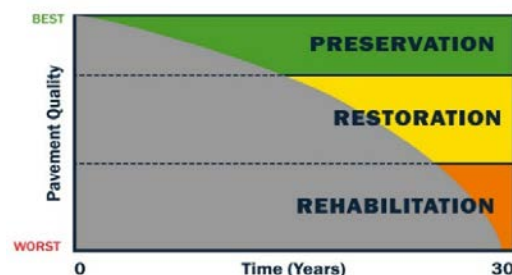 BEST
PRESERVATION
RESTORATION
REHABILITATION
Pavement Quality
WORST
0
Time (Years)
30